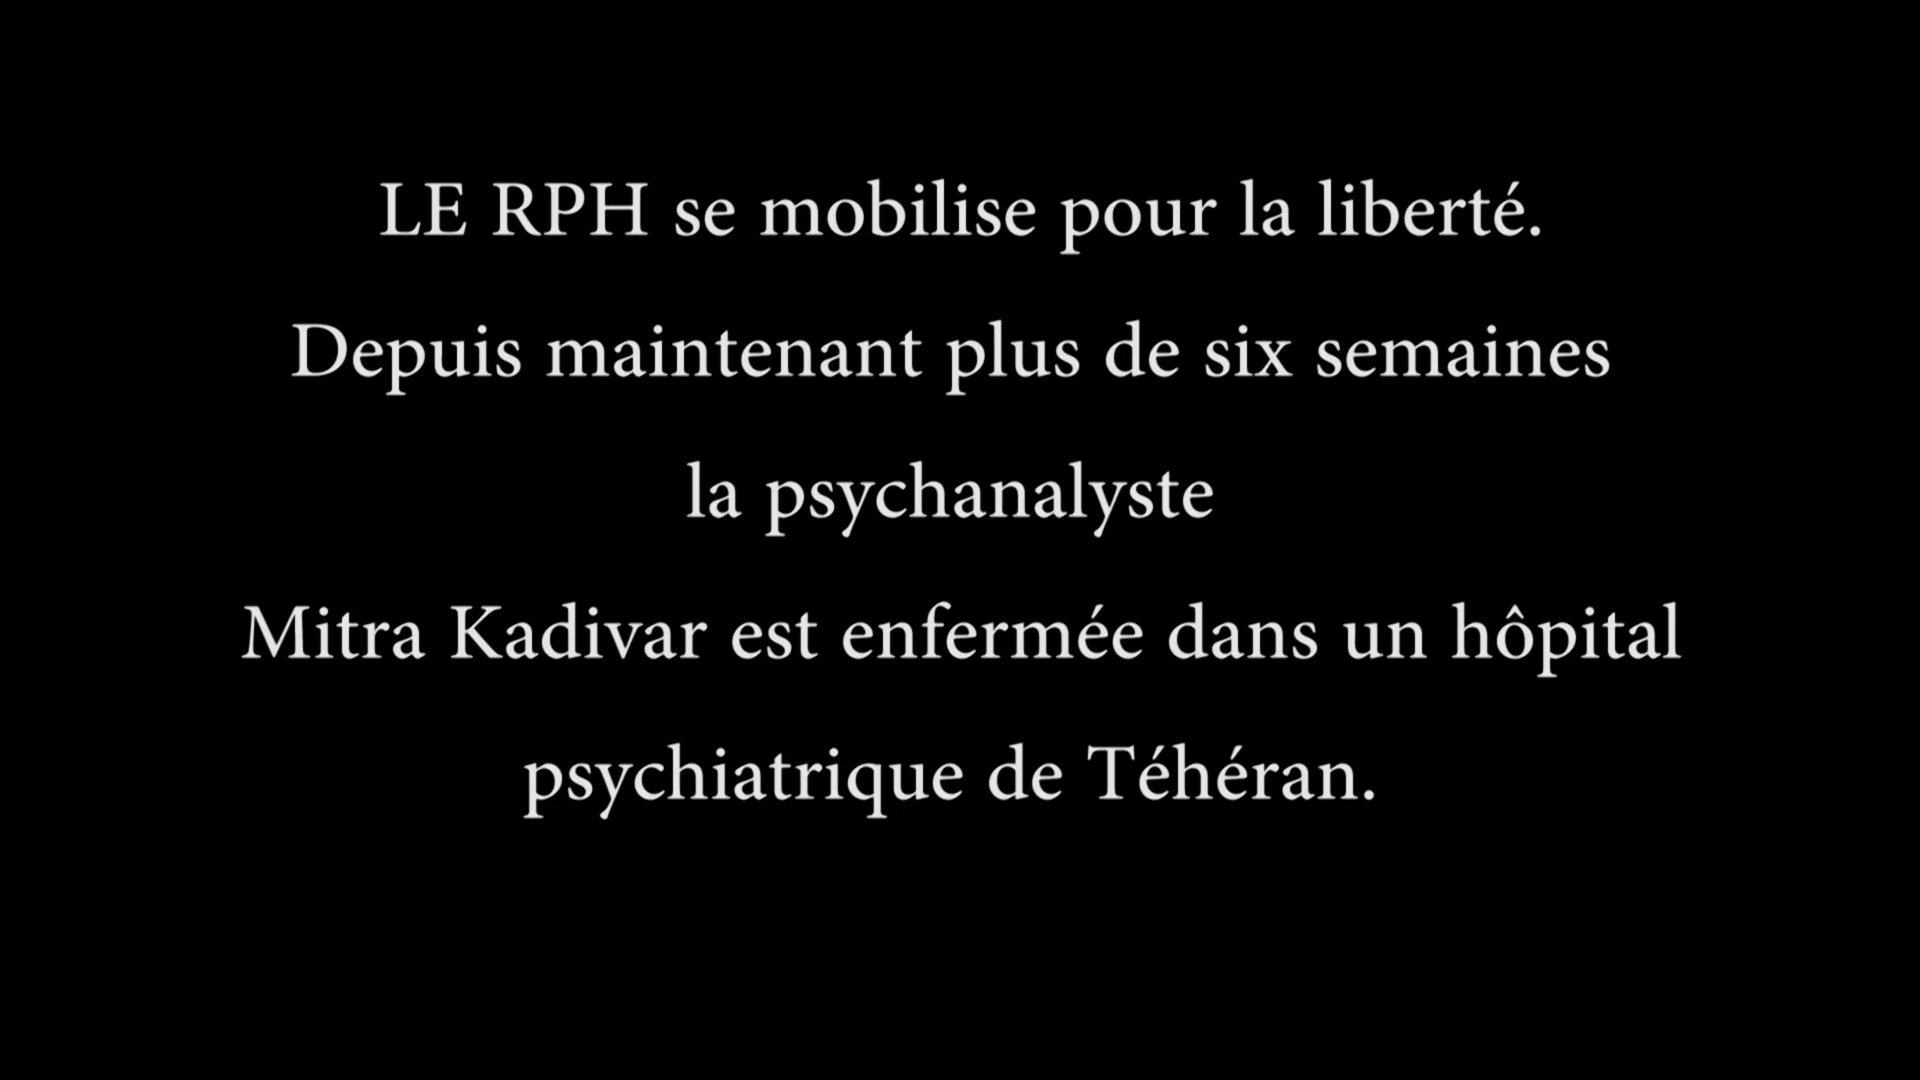 LE RPH se mobilise pour la liberté.
Depuis maintenant plus de six semaines
la psychanalyste
Mitra Kadivar est enfermée dans un hôpital
psychiatrique de Téhéran.